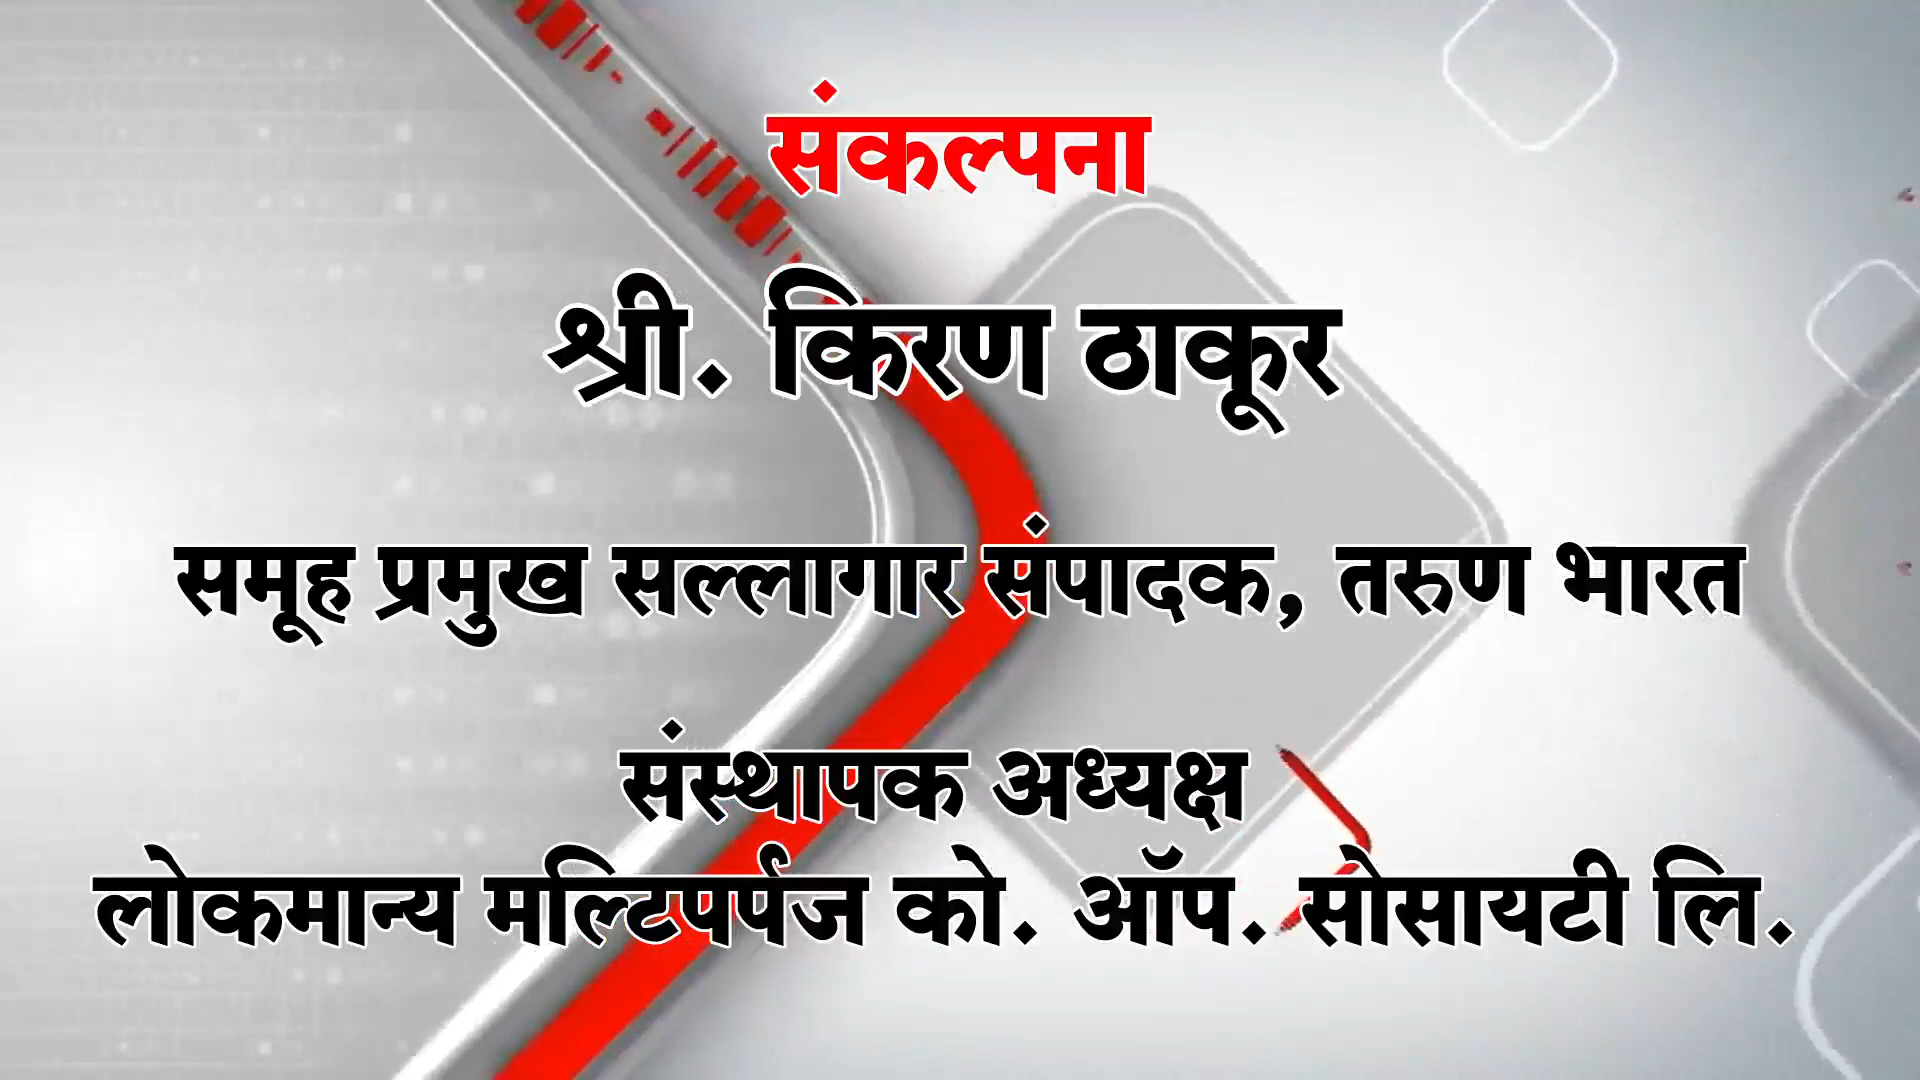 संकल्पना
श्री. किरण ठाकूर
समूह प्रमुख सल्लागार संपादक, तरुण भारत
संस्थापक अध्यक्ष
लोकमान्य मल्टिपर्पज को. ऑप. सोसायटी लि.